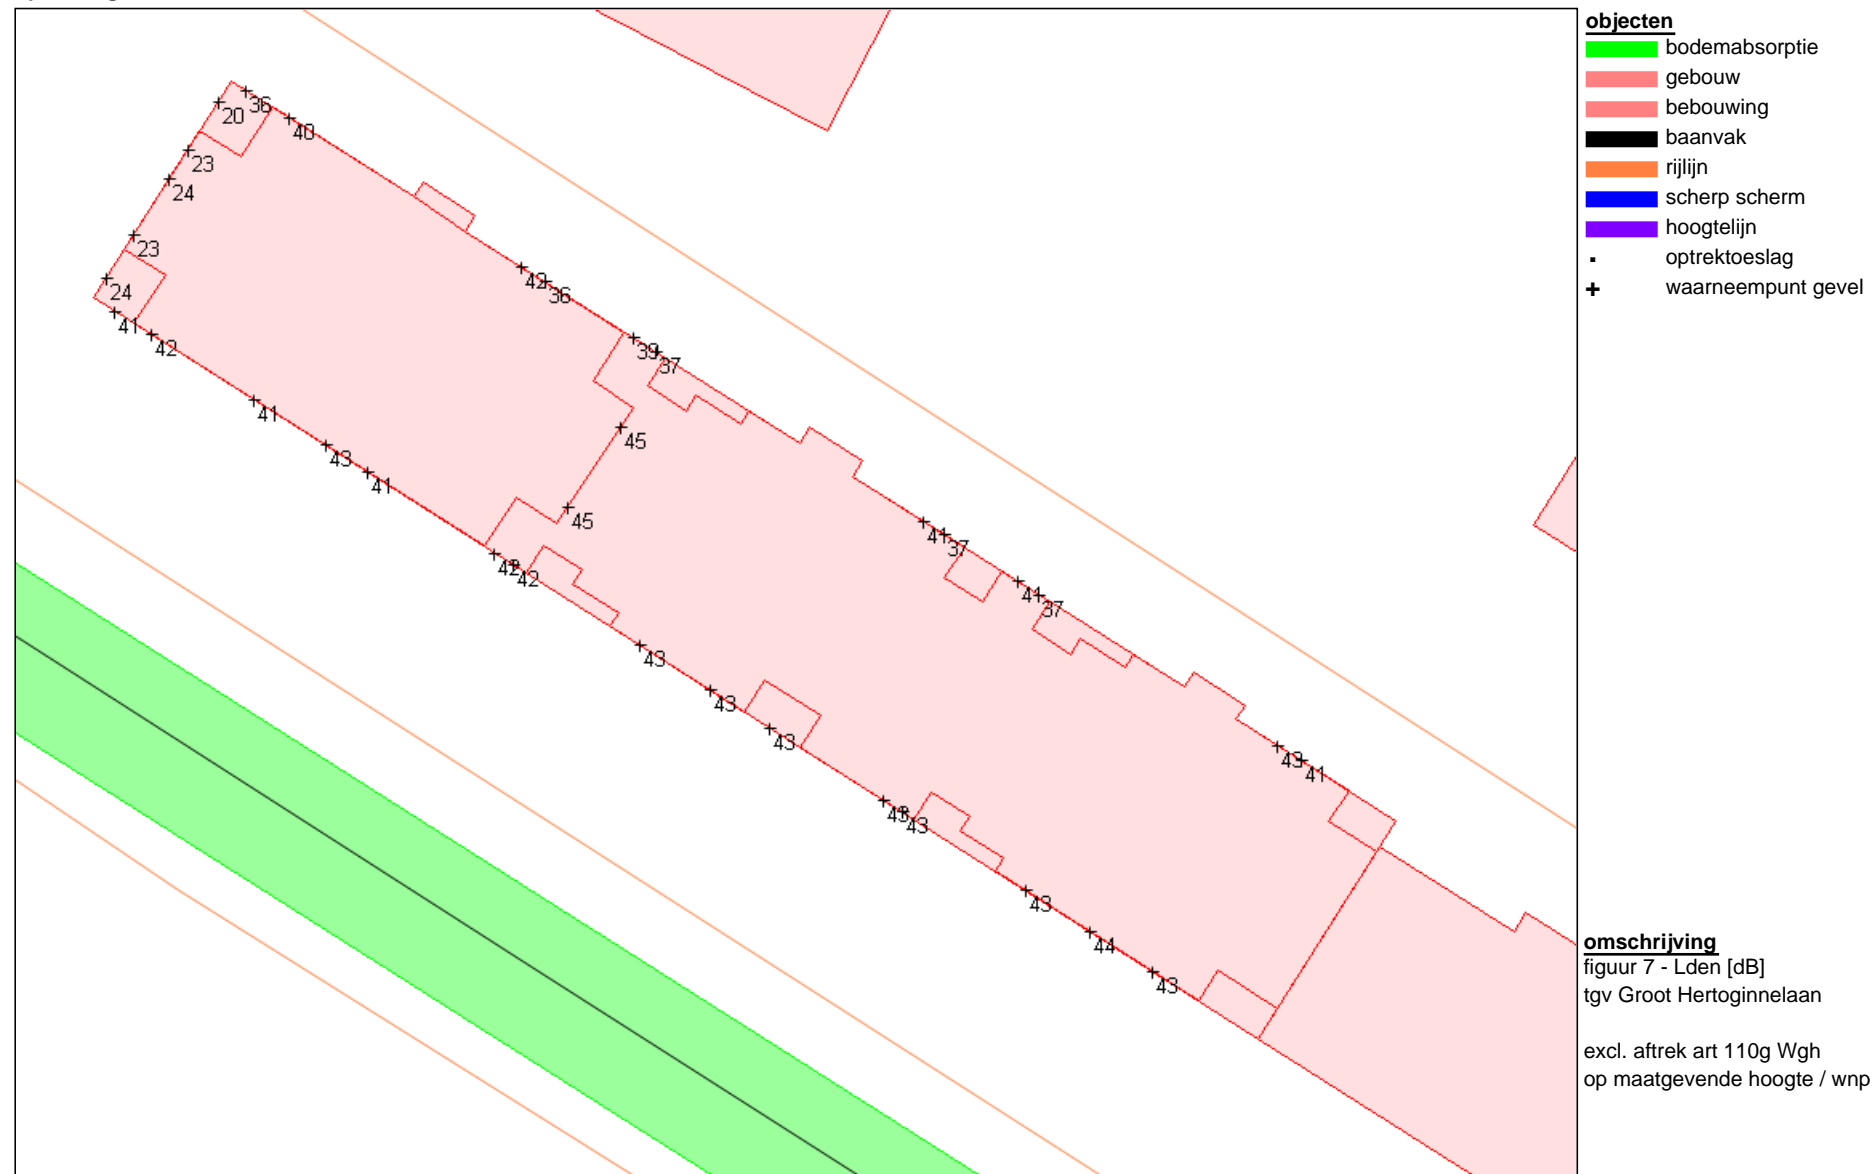 objecten
bodemabsorptie
gebouw
bebouwing
baanvak
rijlijn
scherp scherm
hoogtelijn
optrektoeslag
waarneempunt gevel
36
20
40
23
24
23
24
41
42
42
36
39
37
41
45
43
41
45
42
42
41
37
41
37
43
43
43
43
41
43
43
43
44
43
omschrijving
figuur 7 - Lden [dB]
tgv Groot Hertoginnelaan
excl. aftrek art 110g Wgh
op maatgevende hoogte / wnp